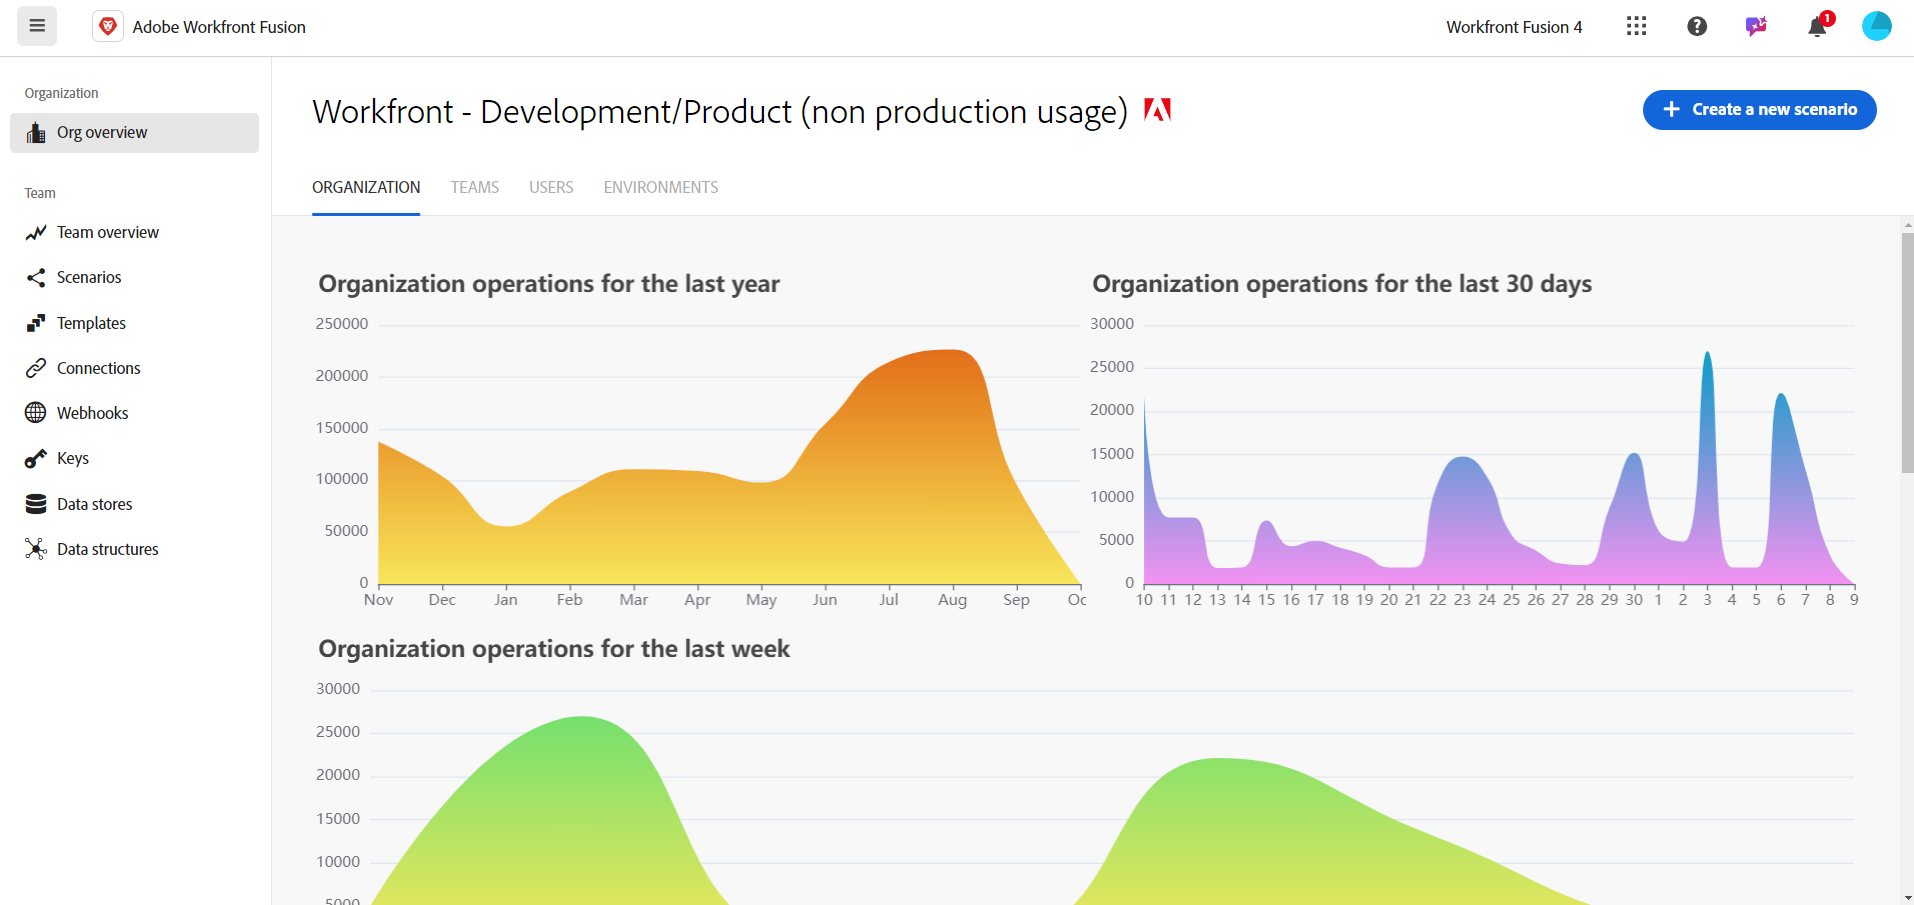 Adobe Workfront Fusion
Workfront Fusion 4
1
Organization
Org overview
Team
Team overview
Scenarios
Templates
Connections
Webhooks
Keys
Data stores
Data structures
Workfront - Development/Product (non production usage)
Create a new scenario
ORGANIZATION TEAMS USERS ENVIRONMENTS
Organization operations for the last year
250000
200000
150000
100000
50000
0
Nov Dec Jan Feb Mar Apr May Jun Jul Aug Sep Oc
Organization operations for the last 30 days
30000
25000
20000
15000
10000
5000
0
10 11 12 13 14 15 16 17 18 19 20 21 22 23 24 25 26 27 28 29 30 1 2 3 4 5 6 7 8 9
Organization operations for the last week
30000
25000
20000
15000
10000
5000